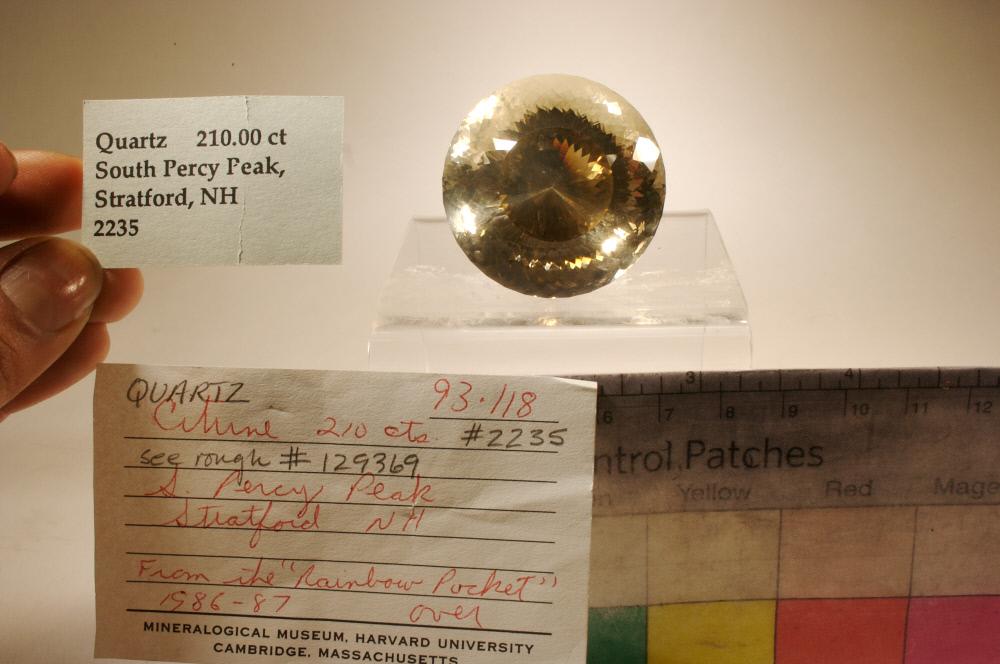 Quartz 210.00 ct
South Percy Peak,
Stratford, NH
2235
QUARTZ 93.118
Citrine 210 cts. #2235
see rough # 129369
S. Percy Peak
Stratford NH
From the "Rainbow Pocket"
1986-87 over
MINERALOGICAL MUSEUM, HARVARD UNIVERSITY
CAMBRIDGE, MASSACHUSETTS
3 4
6 7 8 9 10 11 12
ntrol Patches
n Yellow Red Mage